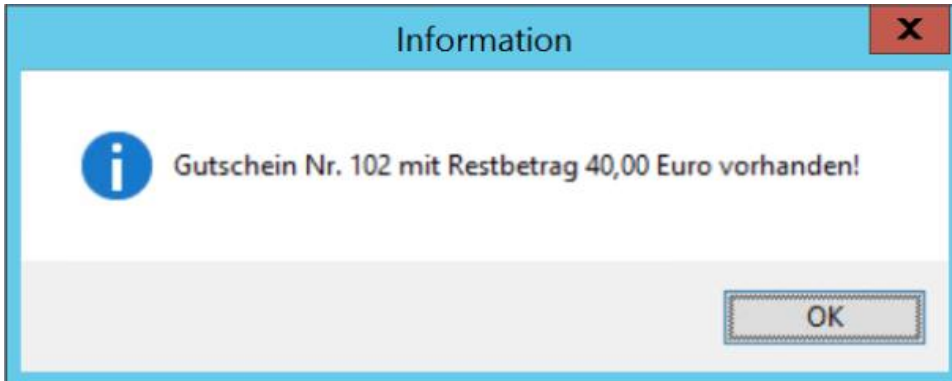 Information
X
Gutschein Nr. 102 mit Restbetrag 40,00 Euro vorhanden!
OK